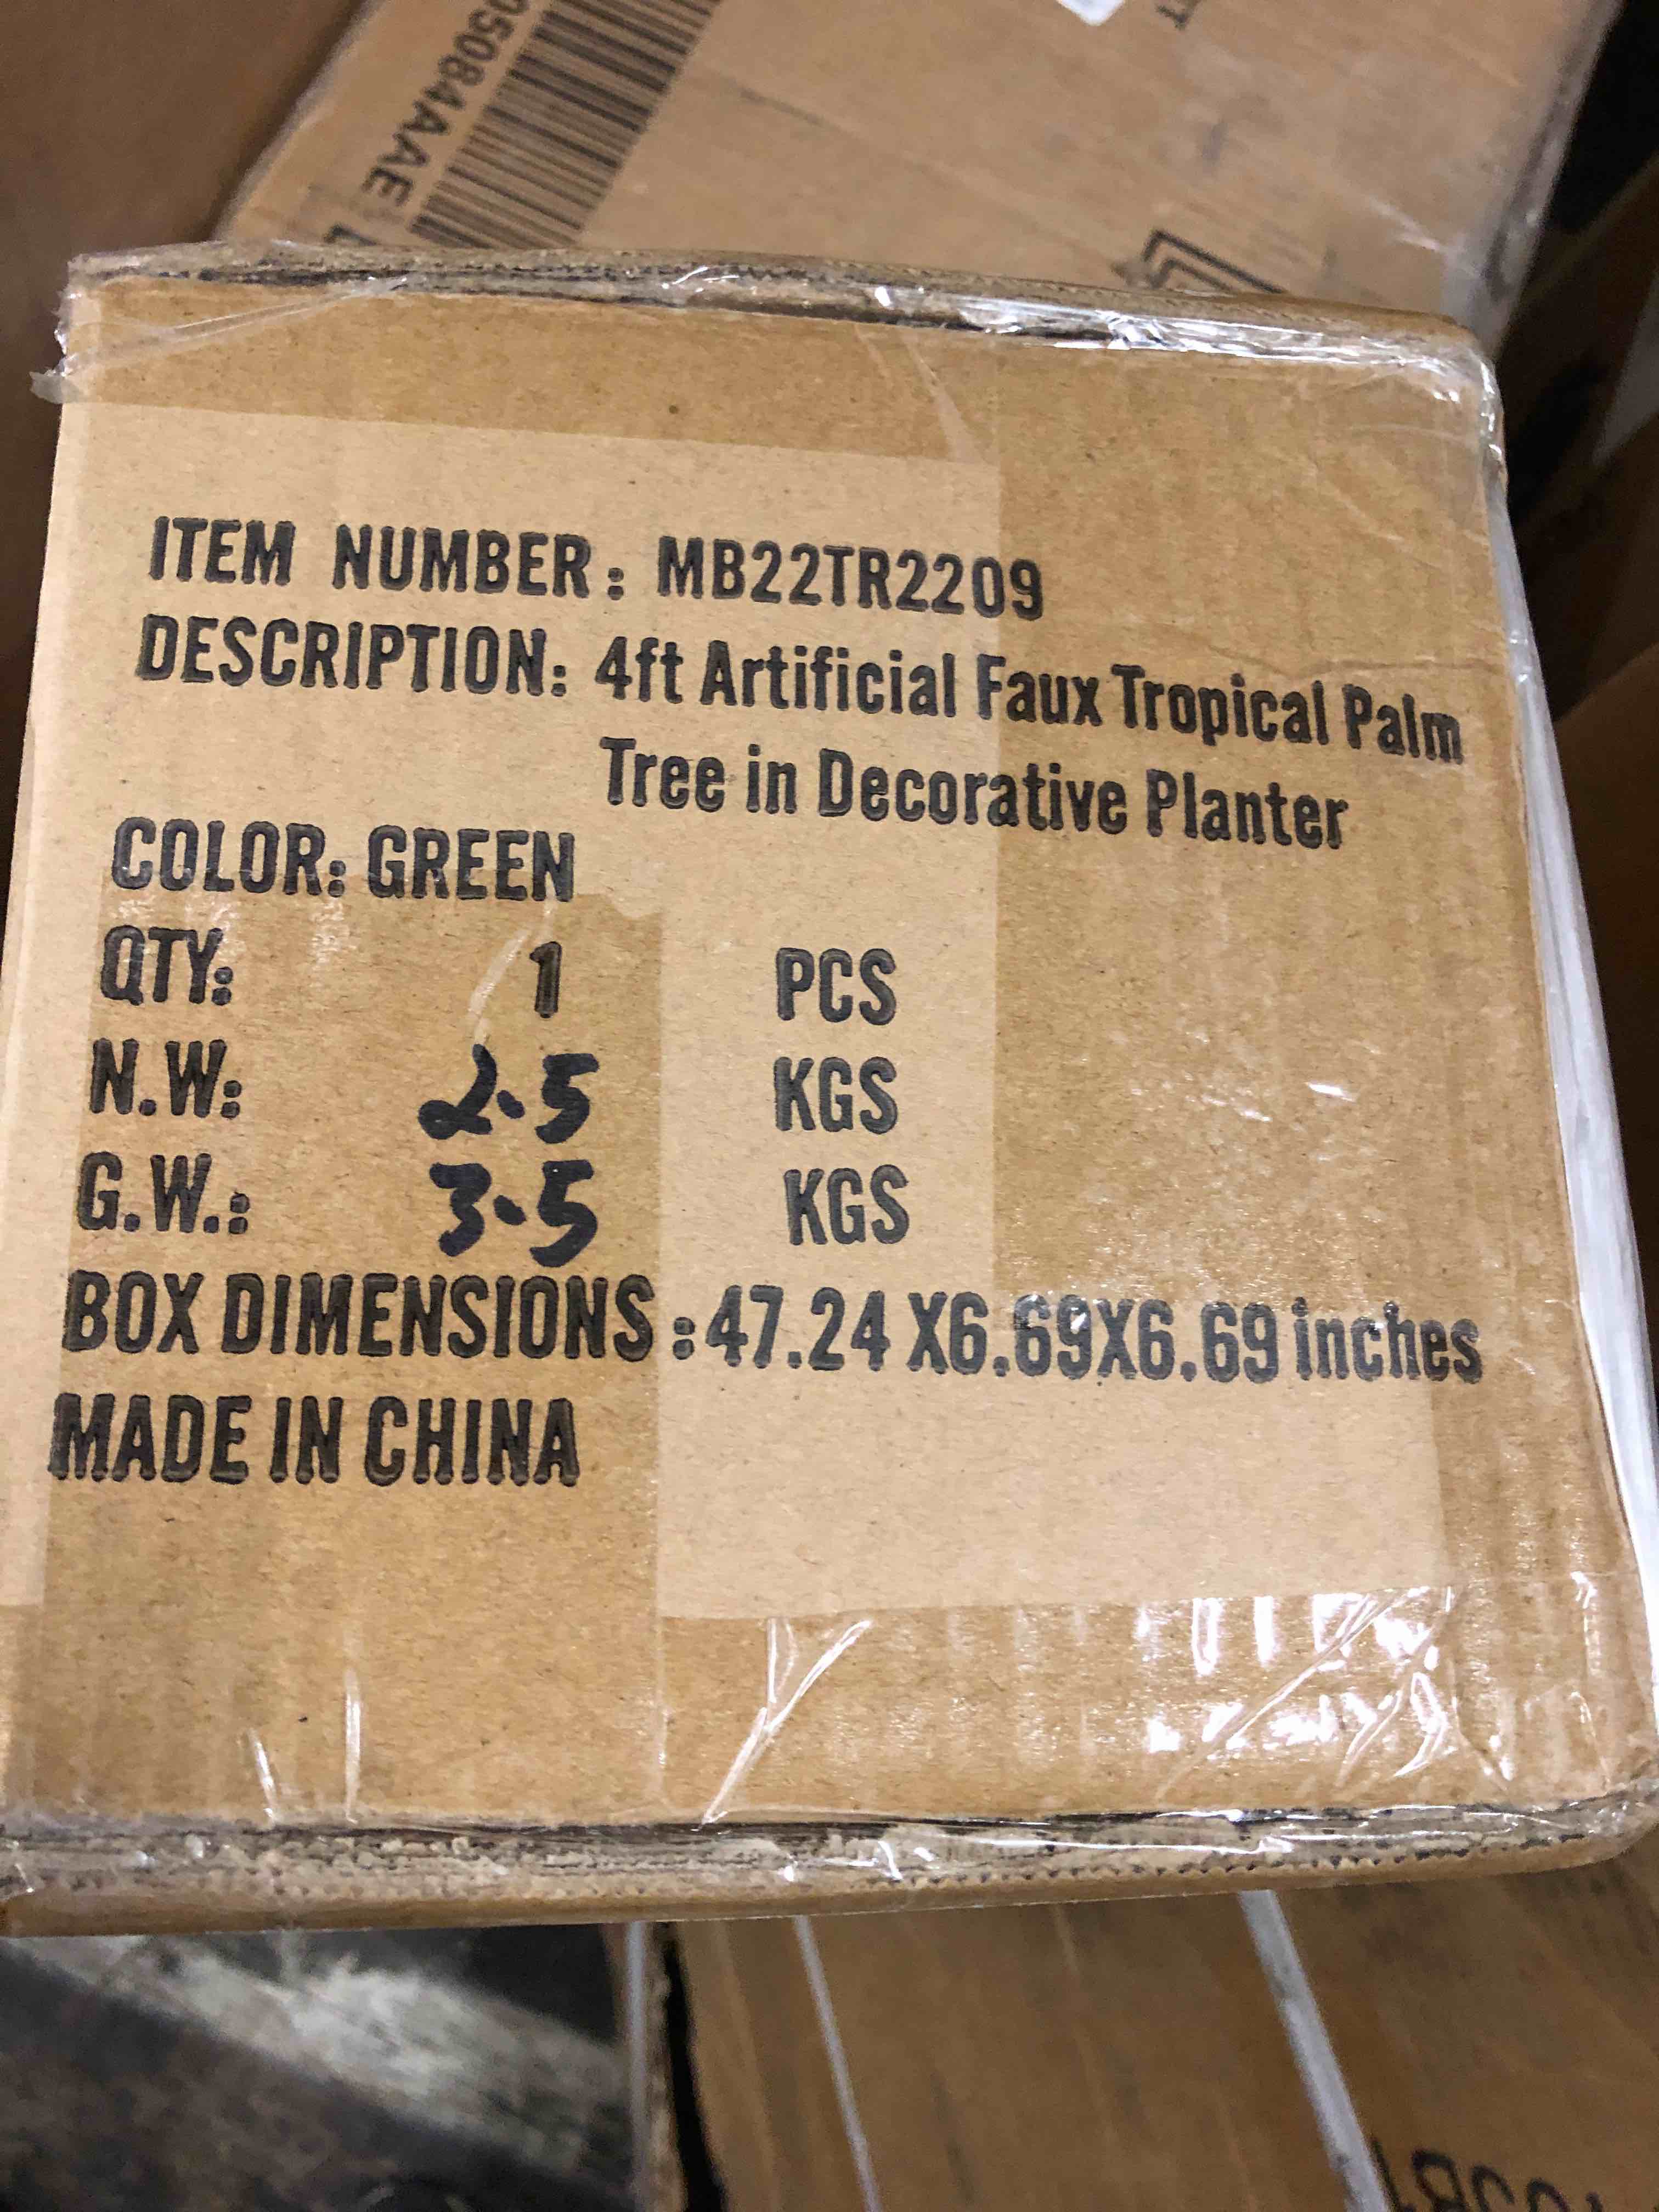 05084AAE
ITEM NUMBER: MB22TR2209
DESCRIPTION: 4ft Artificial Faux Tropical Palm
Tree in Decorative Planter
COLOR: GREEN
QTY: 1 PCS
N.W: 2.5 KGS
G.W.: 3.5 KGS
BOX DIMENSIONS :47.24 X6.69X6.69 inches
MADE IN CHINA